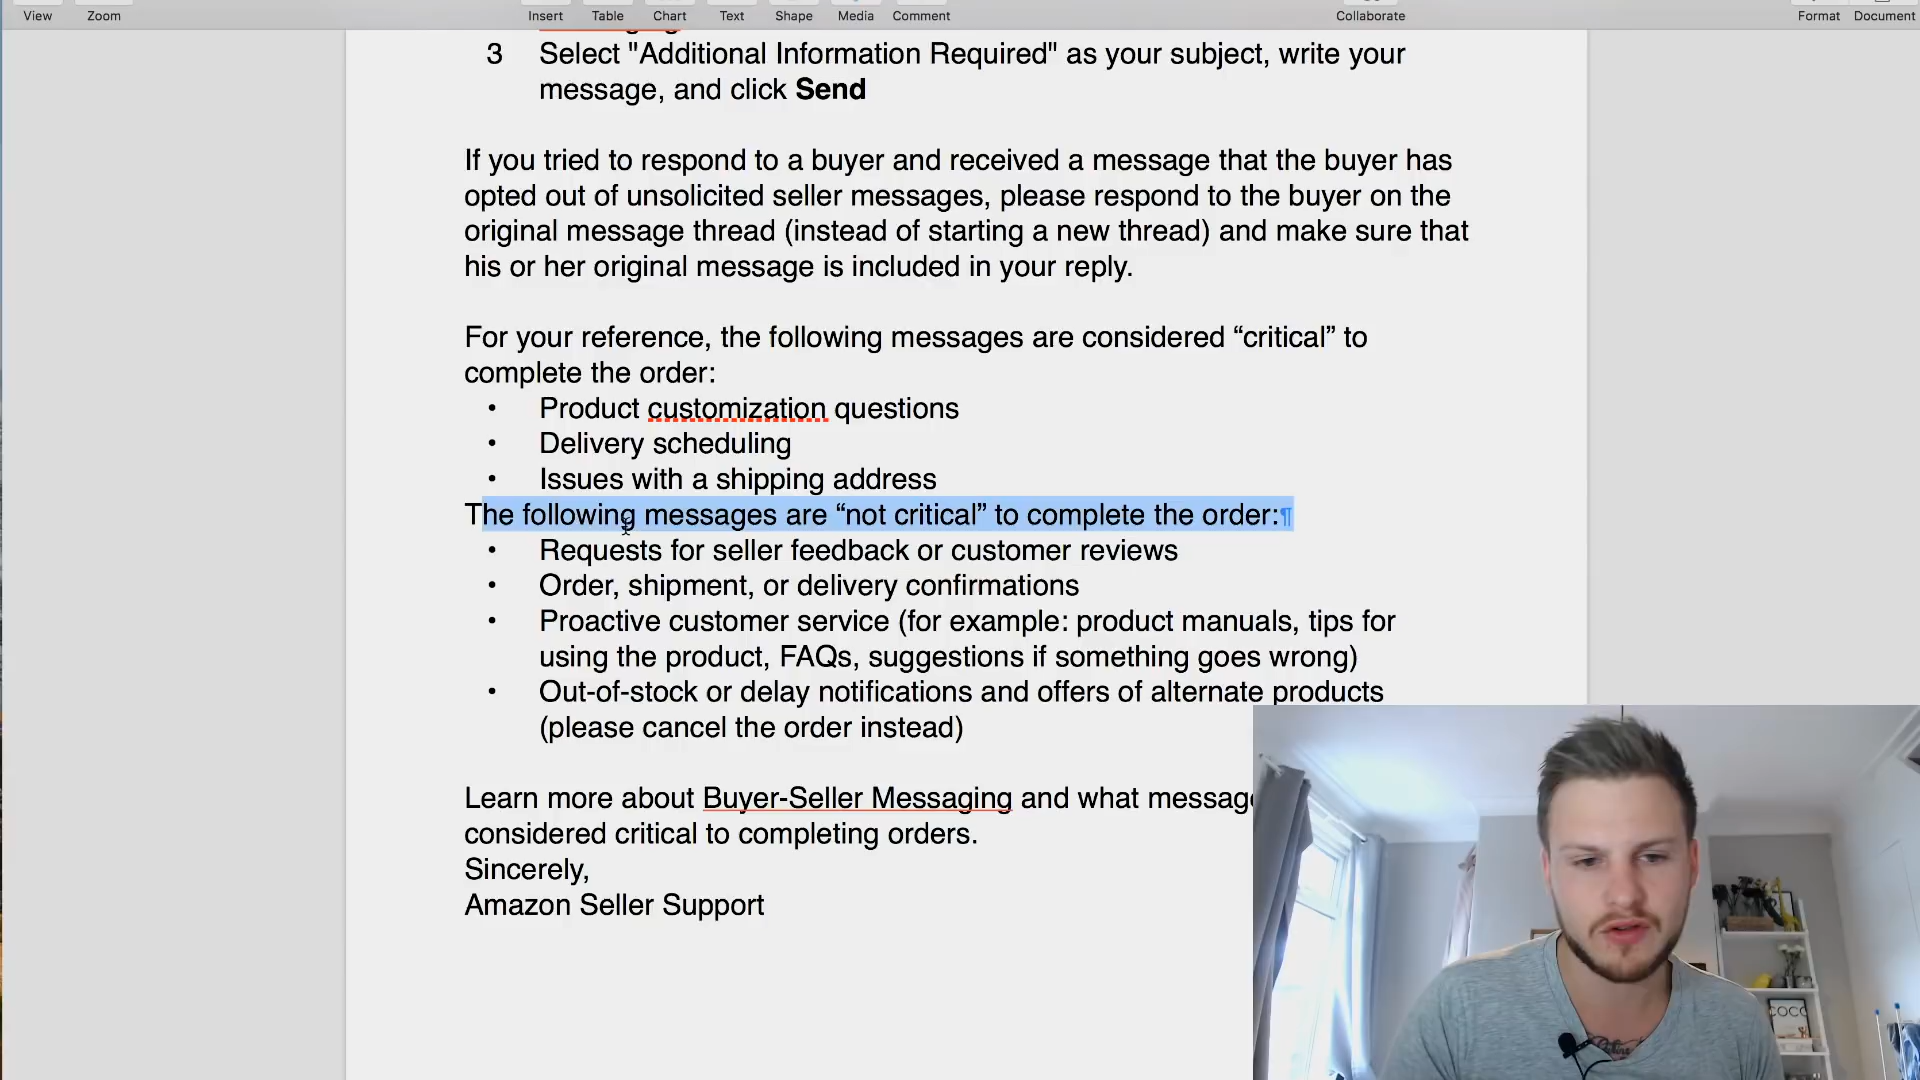 View Zoom Insert Table Chart Text Shape Media Comment Collaborate Format Document
3 Select "Additional Information Required" as your subject, write your
message, and click Send
If you tried to respond to a buyer and received a message that the buyer has
opted out of unsolicited seller messages, please respond to the buyer on the
original message thread (instead of starting a new thread) and make sure that
his or her original message is included in your reply.
For your reference, the following messages are considered “critical” to
complete the order:
• Product customization questions
• Delivery scheduling
• Issues with a shipping address
The following messages are “not critical” to complete the order:¶
• Requests for seller feedback or customer reviews
• Order, shipment, or delivery confirmations
• Proactive customer service (for example: product manuals, tips for
using the product, FAQs, suggestions if something goes wrong)
• Out-of-stock or delay notifications and offers of alternate products
(please cancel the order instead)
Learn more about Buyer-Seller Messaging and what
considered critical to completing orders.
Sincerely,
Amazon Seller Support
COCO